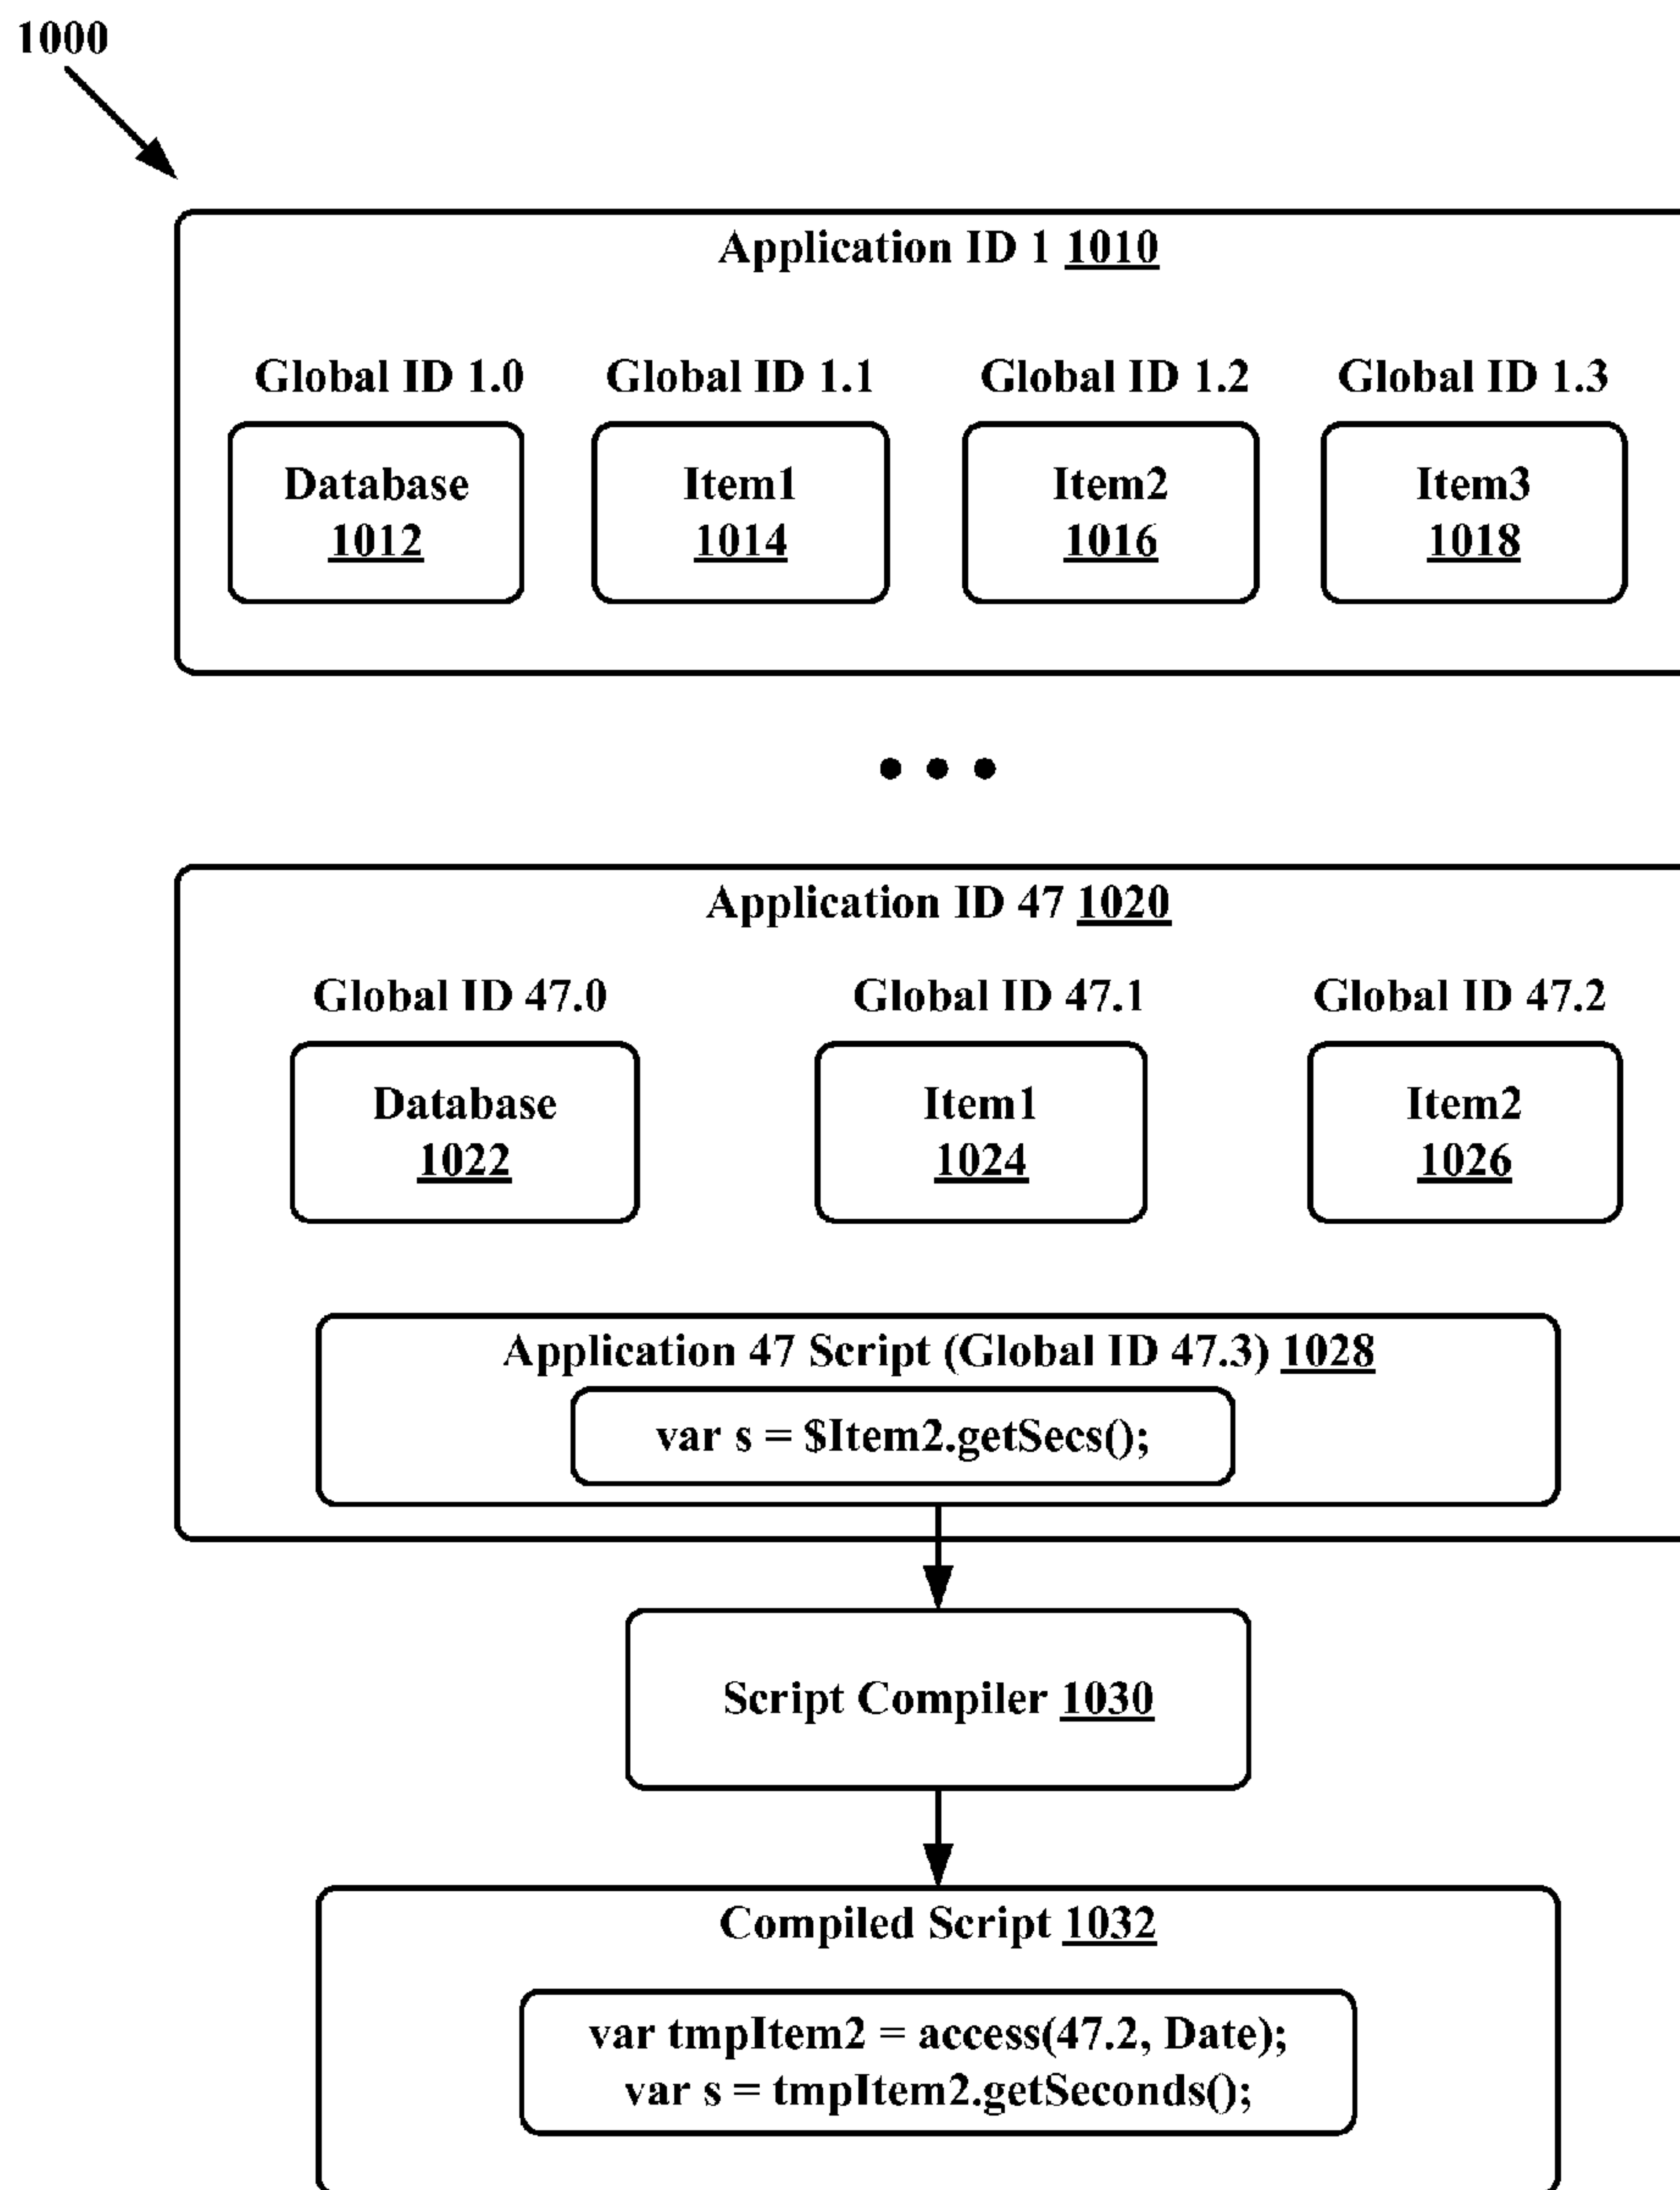 1000
Application ID 1 1010
Global ID 1.0 Global ID 1.1 Global ID 1.2 Global ID 1.3
Database Item1 Item2 Item3
1012 1014 1016 1018
Application ID 47 1020
Global ID 47.0 Global ID 47.1 Global ID 47.2
Database Item1 Item2
1022 1024 1026
Application 47 Script (Global ID 47.3) 1028
var s = $Item2.getSecs();
Script Compiler 1030
Compiled Script 1032
var tmpItem2 = access(47.2, Date);
var s = tmpItem2.getSeconds();